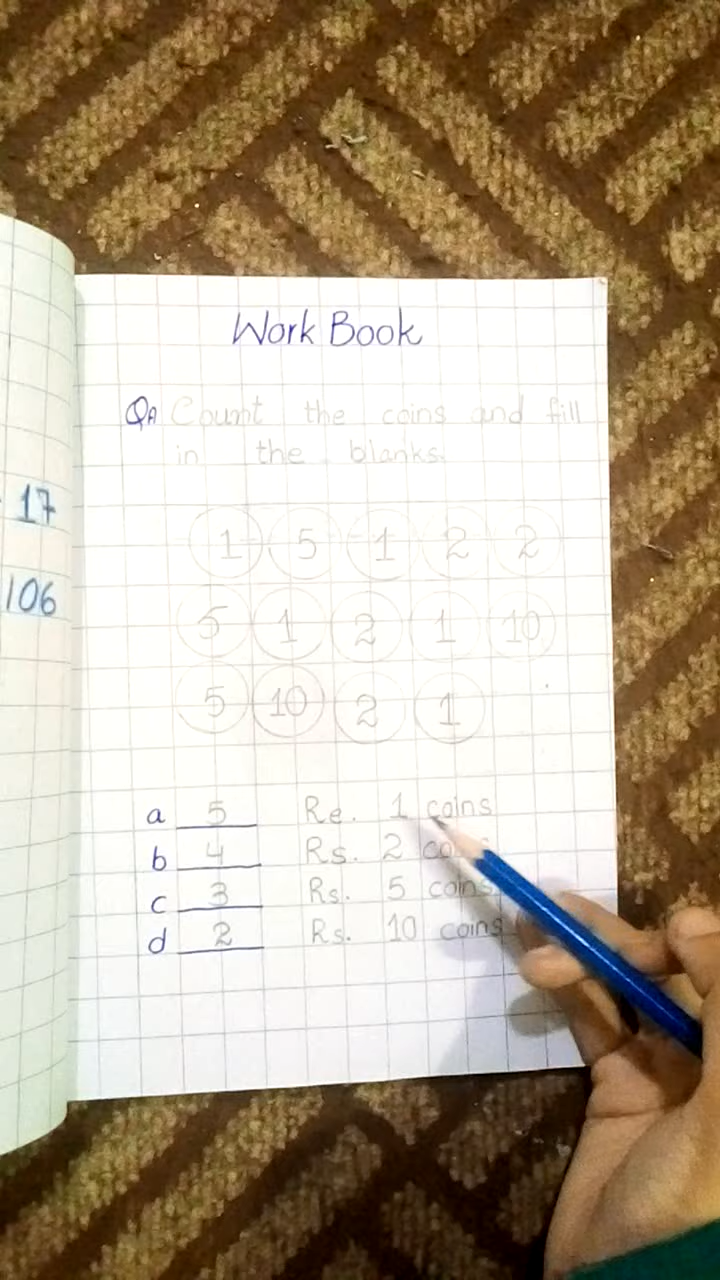 Work Book
QA Count the coins and fill
in the blanks.
17
1 5 1 2 2
106
5 1 2 1 10
5 10 2 1
a 5 Re. 1 coins
b 4 Rs. 2 coins
c 3 Rs. 5 coins
d 2 Rs. 10 coins